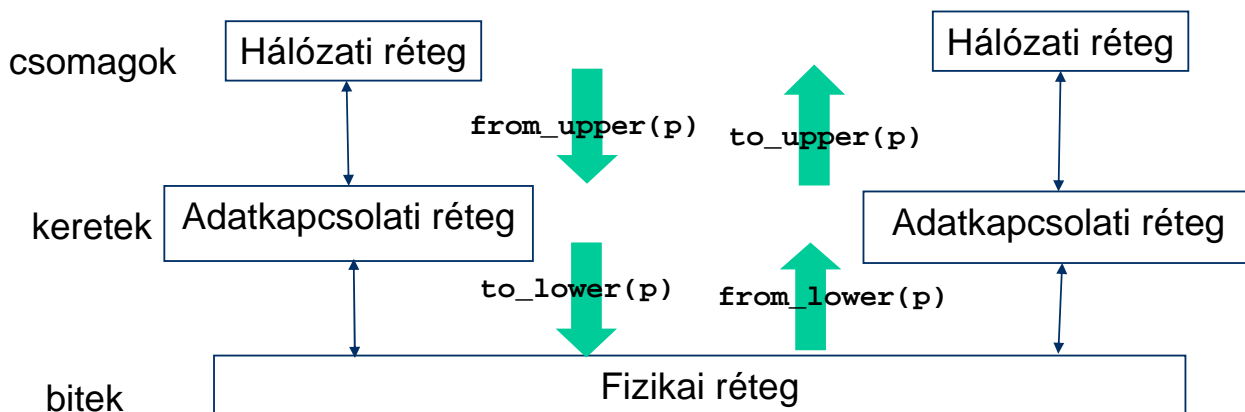 csomagok
Hálózati réteg
Hálózati réteg
from_upper(p)
to_upper(p)
keretek
Adatkapcsolati réteg
Adatkapcsolati réteg
to_lower(p)
from_lower(p)
bitek
Fizikai réteg